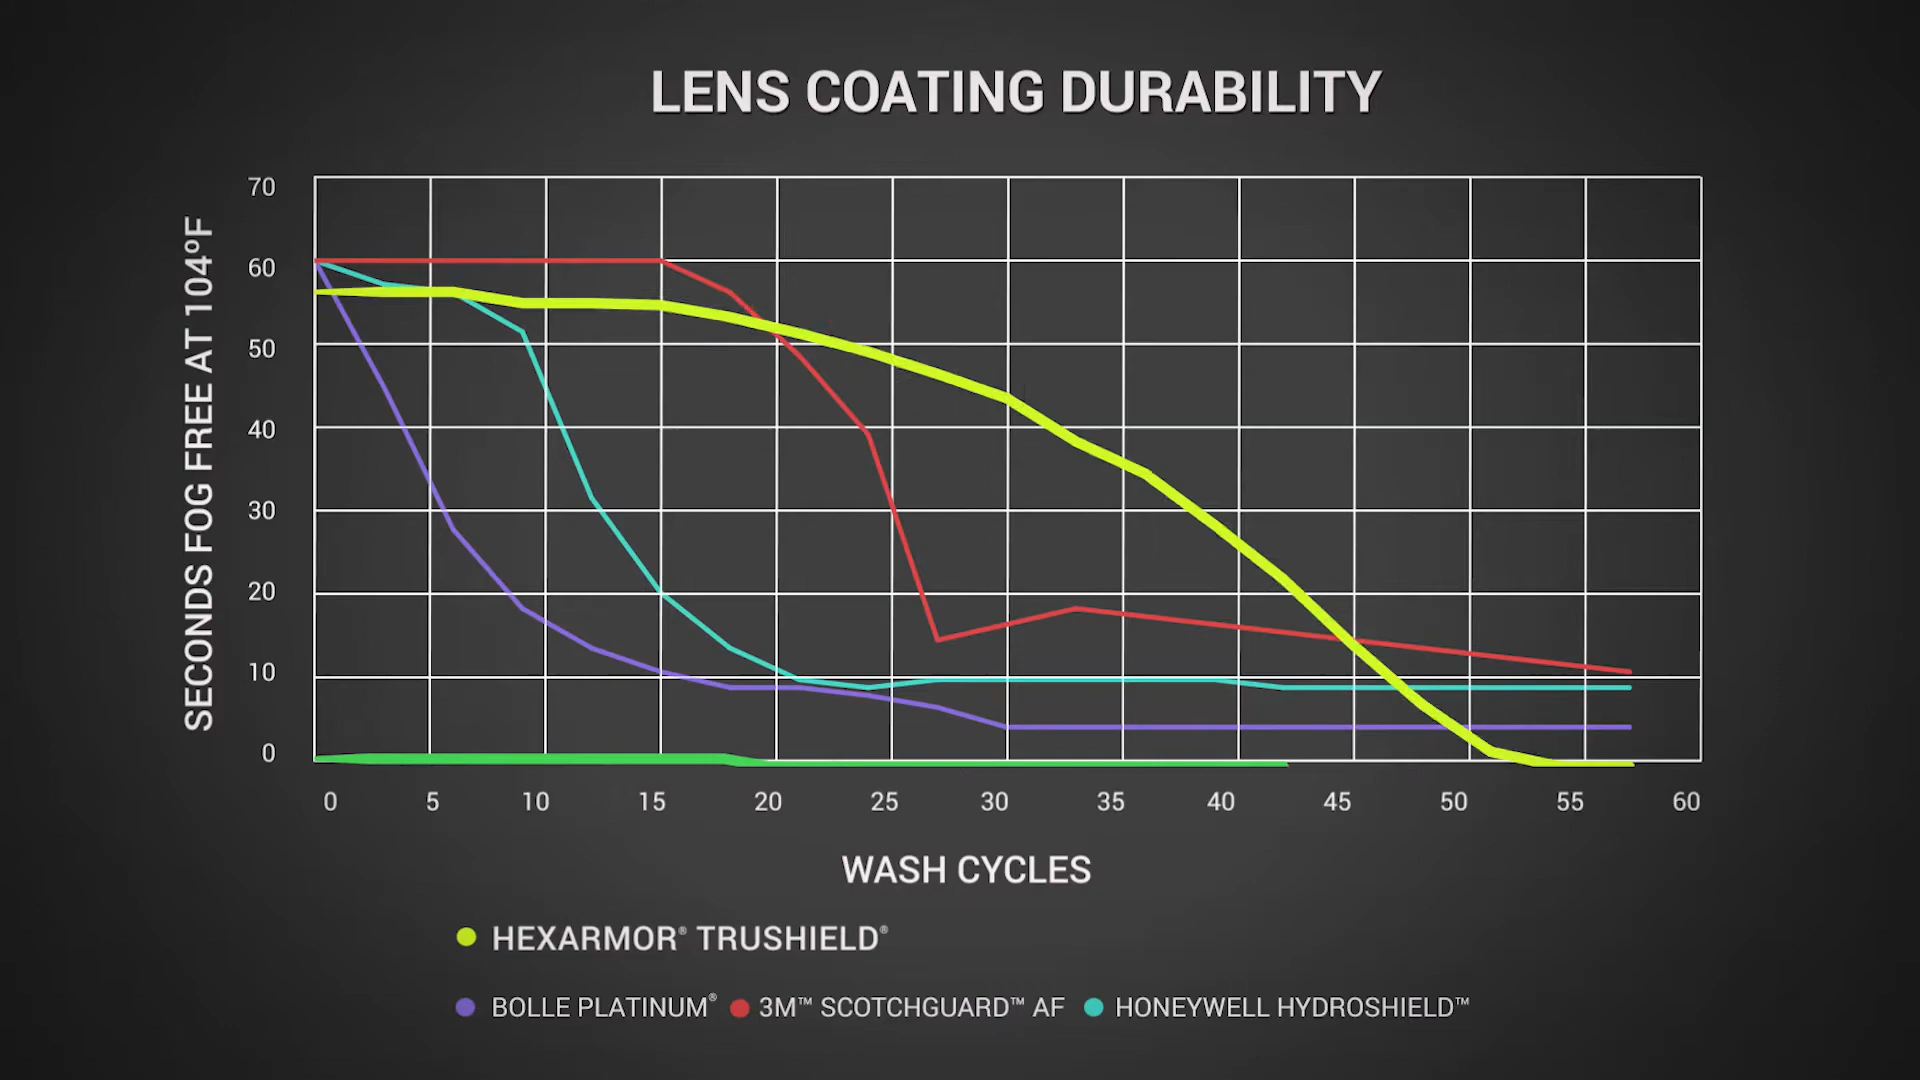 LENS COATING DURABILITY
SECONDS FOG FREE AT 104ºF
70
60
50
40
30
20
10
0
0 5 10 15 20 25 30 35 40 45 50 55 60
WASH CYCLES
HEXARMOR® TRUSHIELD®
BOLLE PLATINUM® 3M™ SCOTCHGUARD™ AF HONEYWELL HYDROSHIELD™